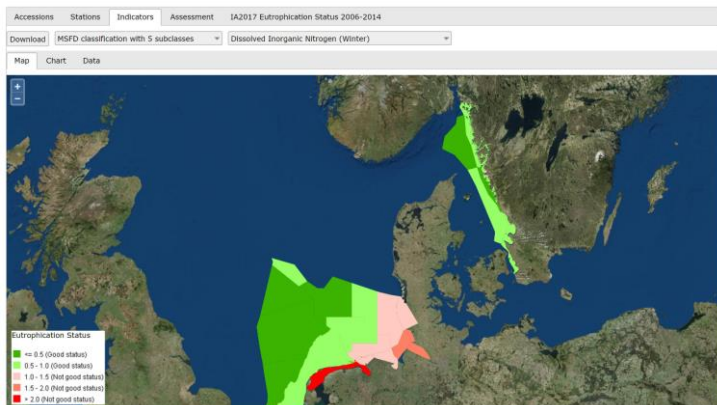 Accessions Stations Indicators Assessment IA2017 Eutrophication Status 2006-2014
Download MSFD classification with 5 subclasses Dissolved Inorganic Nitrogen (Winter)
Map Chart Data
+
−
Eutrophication Status
<= 0.5 (Good status)
0.5 - 1.0 (Good status)
1.0 - 1.5 (Not good status)
1.5 - 2.0 (Not good status)
> 2.0 (Not good status)